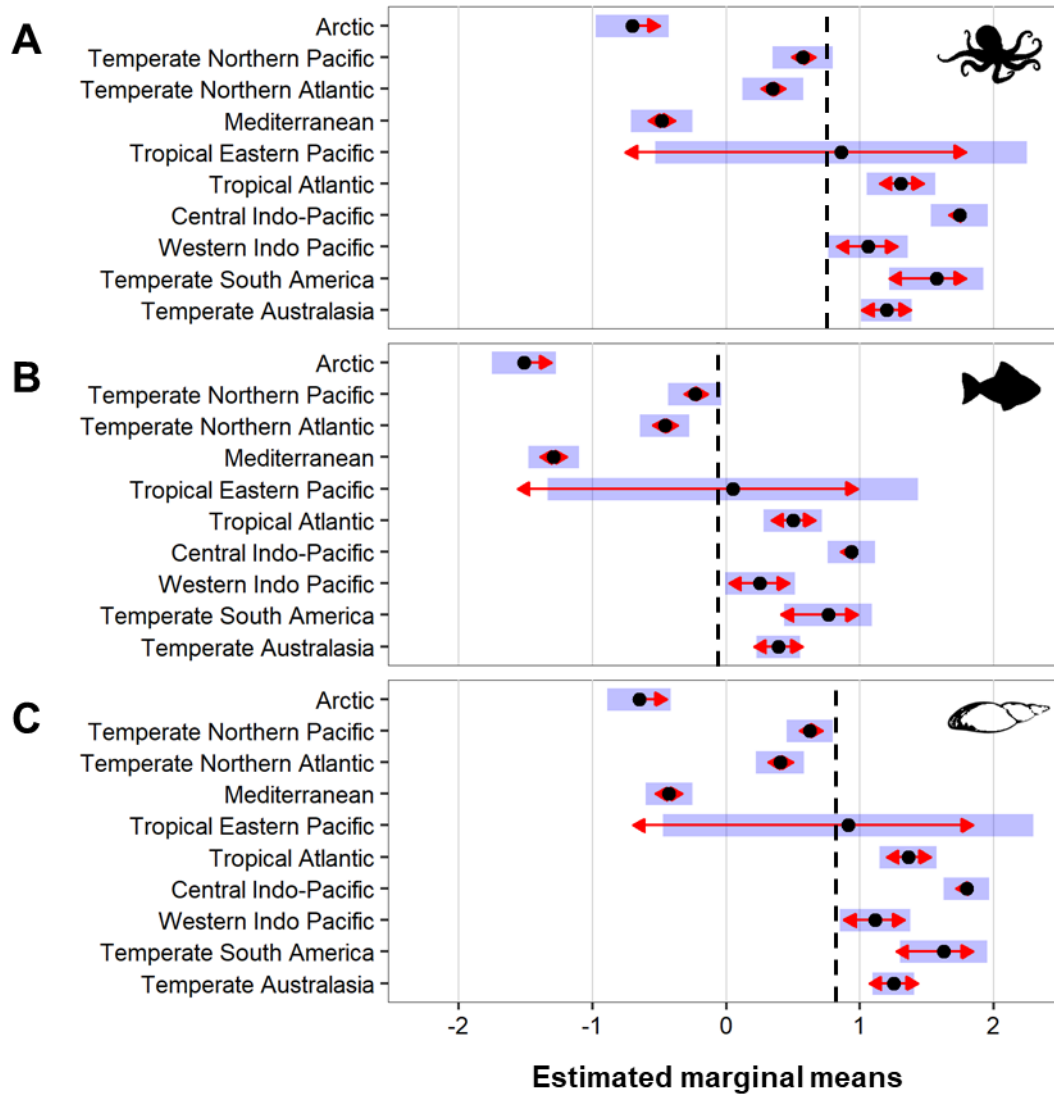 A
Arctic
Temperate Northern Pacific
Temperate Northern Atlantic
Mediterranean
Tropical Eastern Pacific
Tropical Atlantic
Central Indo-Pacific
Western Indo Pacific
Temperate South America
Temperate Australasia
B
Arctic
Temperate Northern Pacific
Temperate Northern Atlantic
Mediterranean
Tropical Eastern Pacific
Tropical Atlantic
Central Indo-Pacific
Western Indo Pacific
Temperate South America
Temperate Australasia
C
Arctic
Temperate Northern Pacific
Temperate Northern Atlantic
Mediterranean
Tropical Eastern Pacific
Tropical Atlantic
Central Indo-Pacific
Western Indo Pacific
Temperate South America
Temperate Australasia
-2 -1 0 1 2
Estimated marginal means